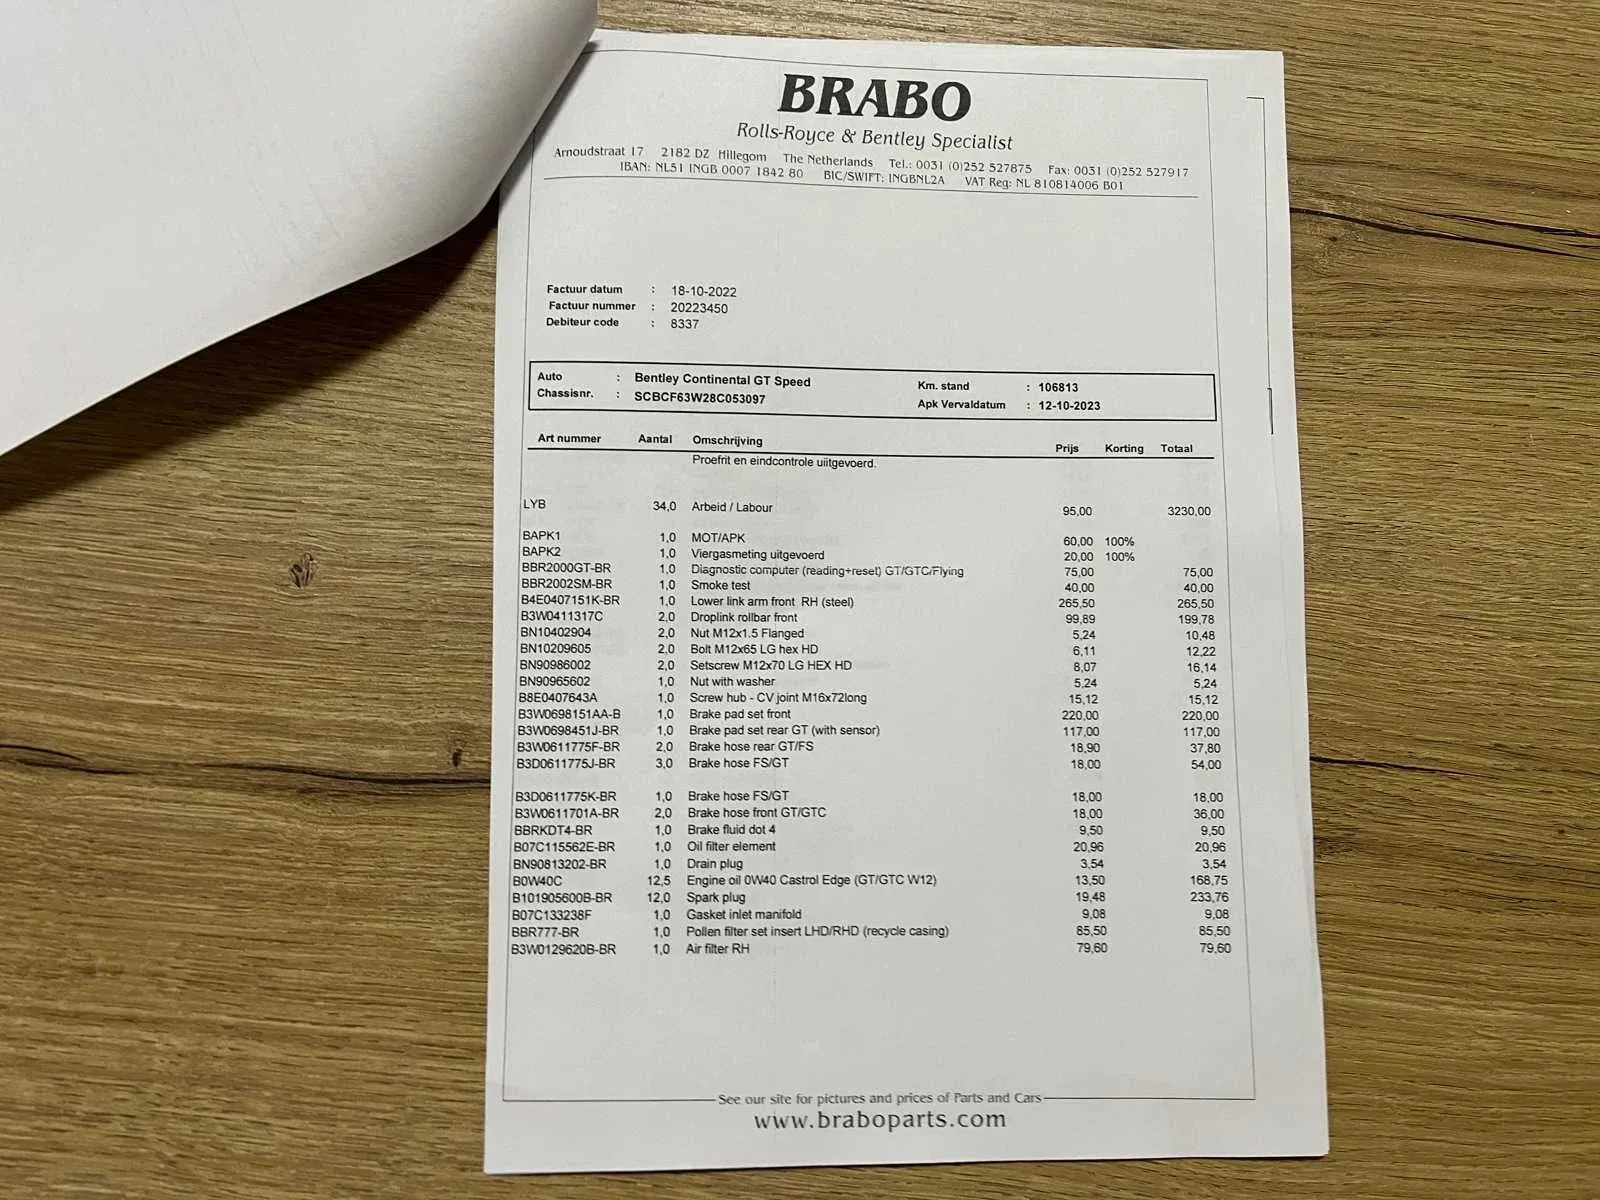 BRABO
Rolls-Royce & Bentley Specialist
Arnoudstraat 17 2182 DZ Hillegom The Netherlands Tel.: 0031 (0)252 527875 Fax: 0031 (0)252 527917
IBAN: NL51 INGB 0007 1842 80 BIC/SWIFT: INGBNL2A VAT Reg: NL 810814006 B01
Factuur datum : 18-10-2022
Factuur nummer : 20223450
Debiteur code : 8337
Auto : Bentley Continental GT Speed Km. stand : 106813
Chassisnr. : SCBCF63W28C053097 Apk Vervaldatum : 12-10-2023
Art nummer Aantal Omschrijving Prijs Korting Totaal
Proefrit en eindcontrole uiitgevoerd.
LYB 34,0 Arbeid / Labour 95,00 3230,00
BAPK1 1,0 MOT/APK 60,00 100%
BAPK2 1,0 Viergasmeting uitgevoerd 20,00 100%
BBR2000GT-BR 1,0 Diagnostic computer (reading+reset) GT/GTC/Flying 75,00 75,00
BBR2002SM-BR 1,0 Smoke test 40,00 40,00
B4E0407151K-BR 1,0 Lower link arm front RH (steel) 265,50 265,50
B3W0411317C 2,0 Droplink rollbar front 99,89 199,78
BN10402904 2,0 Nut M12x1.5 Flanged 5,24 10,48
BN10209605 2,0 Bolt M12x65 LG hex HD 6,11 12,22
BN90986002 2,0 Setscrew M12x70 LG HEX HD 8,07 16,14
BN90965602 1,0 Nut with washer 5,24 5,24
B8E0407643A 1,0 Screw hub - CV joint M16x72long 15,12 15,12
B3W0698151AA-B 1,0 Brake pad set front 220,00 220,00
B3W0698451J-BR 1,0 Brake pad set rear GT (with sensor) 117,00 117,00
B3W0611775F-BR 2,0 Brake hose rear GT/FS 18,90 37,80
B3D0611775J-BR 3,0 Brake hose FS/GT 18,00 54,00
B3D0611775K-BR 1,0 Brake hose FS/GT 18,00 18,00
B3W0611701A-BR 2,0 Brake hose front GT/GTC 18,00 36,00
BBRKDT4-BR 1,0 Brake fluid dot 4 9,50 9,50
B07C115562E-BR 1,0 Oil filter element 20,96 20,96
BN90813202-BR 1,0 Drain plug 3,54 3,54
B0W40C 12,5 Engine oil 0W40 Castrol Edge (GT/GTC W12) 13,50 168,75
B101905600B-BR 12,0 Spark plug 19,48 233,76
B07C133238F 1,0 Gasket inlet manifold 9,08 9,08
BBR777-BR 1,0 Pollen filter set insert LHD/RHD (recycle casing) 85,50 85,50
B3W0129620B-BR 1,0 Air filter RH 79,60 79,60
See our site for pictures and prices of Parts and Cars
www.braboparts.com